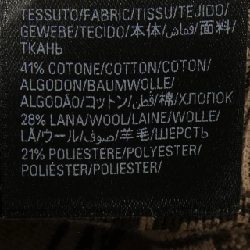 TESSUTO/FABRIC/TISSU/TEJIDO/
GEWEBE/TECIDO/本体/قماش/面料/
ТКАНЬ
41% COTONE/COTTON/COTON/
ALGODON/BAUMWOLLE/
ALGODÃO/コットン/قطن/棉/ХЛОПОК
28% LANA/WOOL/LAINE/WOLLE/
LÃ/ウール/صوف/羊毛/ШЕРСТЬ
21% POLIESTERE/POLYESTER/
POLIÉSTER/POLIESTER/